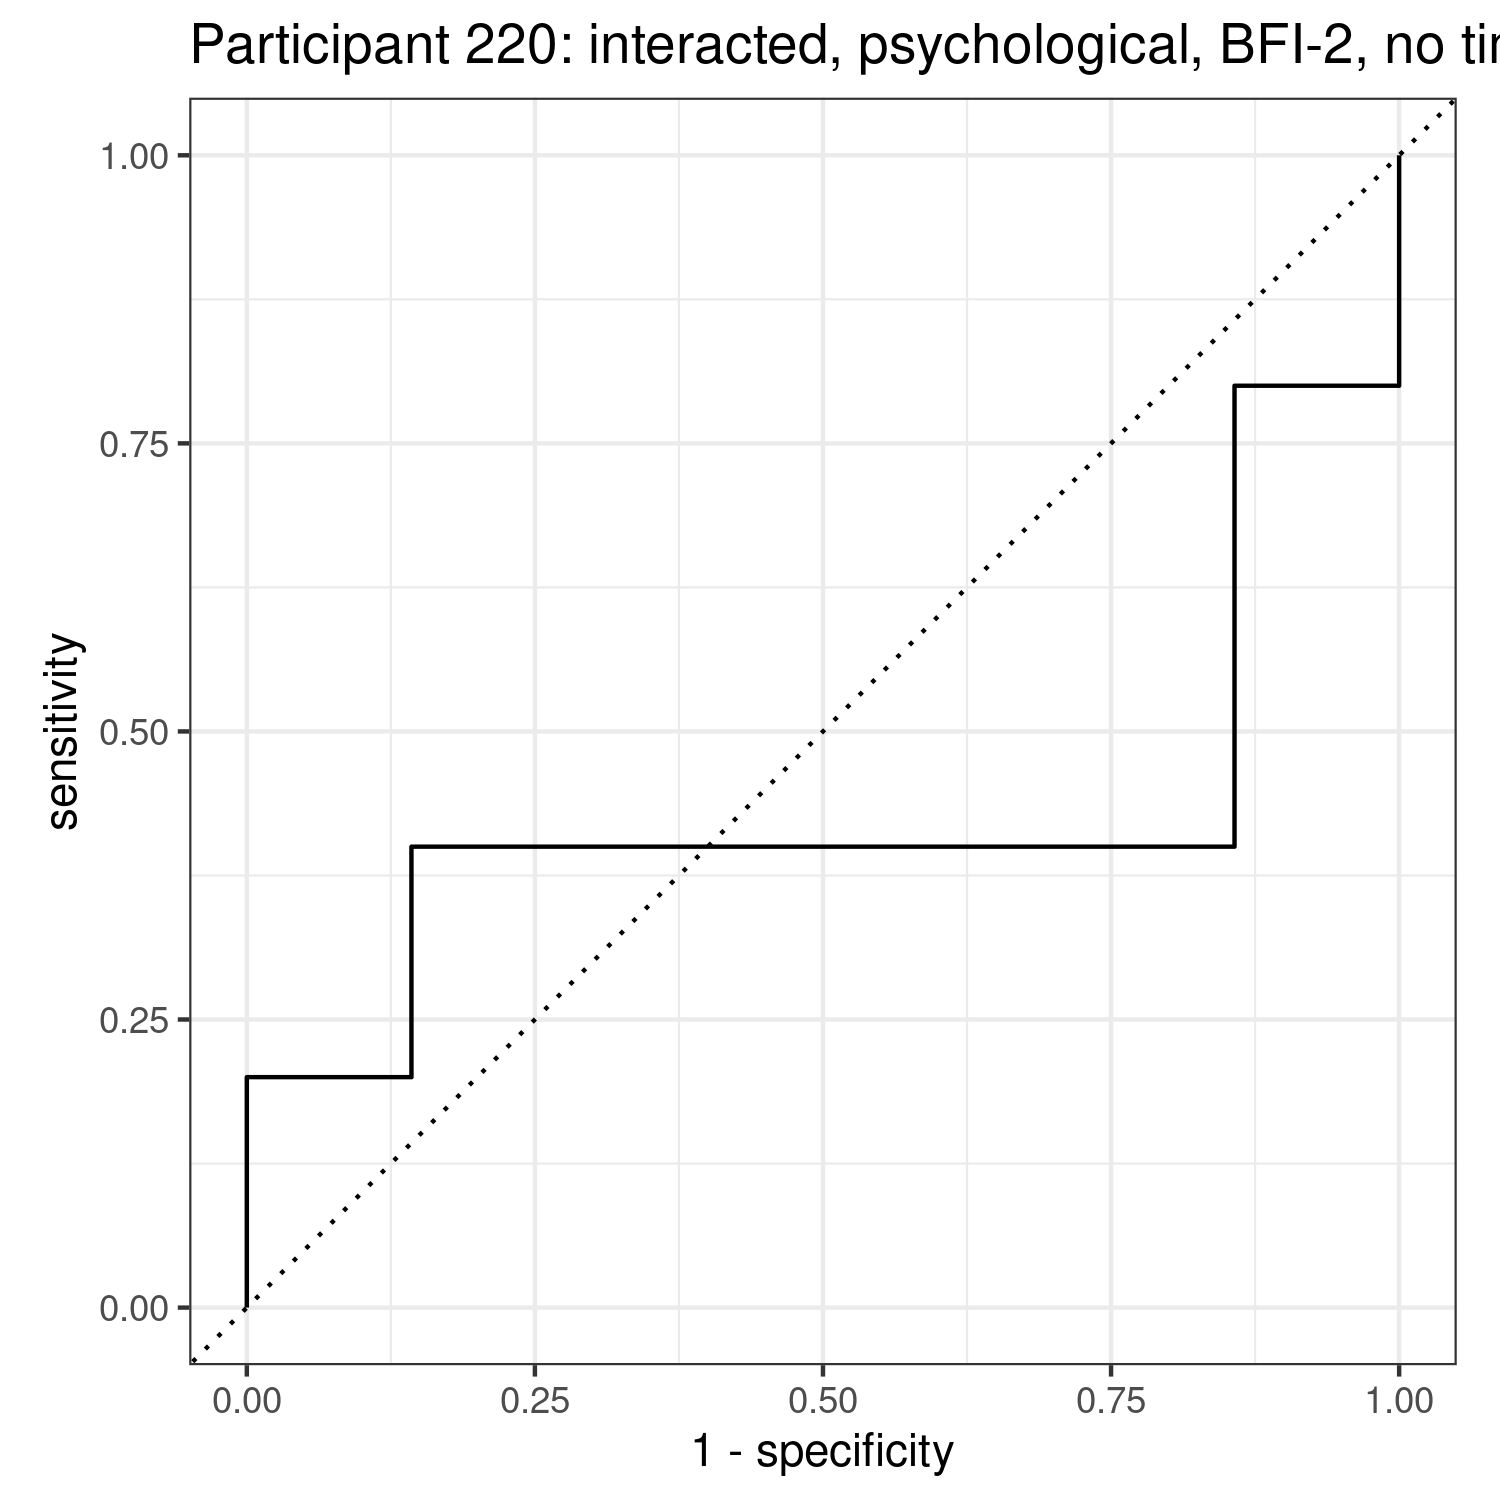 Participant 220: interacted, psychological, BFI-2, no
1.00
0.75
0.50
0.25
0.00
sensitivity
0.00 0.25 0.50 0.75 1.00
1 - specificity